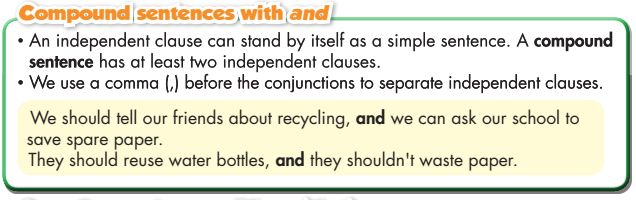 Compound sentences with and
• An independent clause can stand by itself as a simple sentence. A compound
sentence has at least two independent clauses.
• We use a comma (,) before the conjunctions to separate independent clauses.
We should tell our friends about recycling, and we can ask our school to
save spare paper.
They should reuse water bottles, and they shouldn't waste paper.